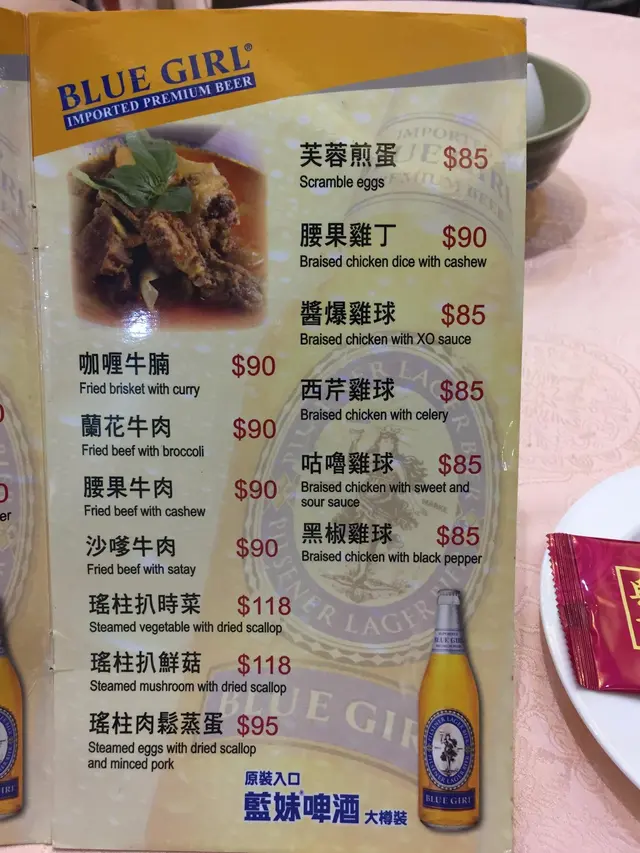 BLUE GIRL®
IMPORTED PREMIUM BEER
芙蓉煎蛋 $85
Scramble eggs
腰果雞丁 $90
Braised chicken dice with cashew
醬爆雞球 $85
Braised chicken with XO sauce
西芹雞球 $85
Braised chicken with celery
咕嚕雞球 $85
Braised chicken with sweet and
sour sauce
黑椒雞球 $85
Braised chicken with black pepper
咖喱牛腩 $90
Fried brisket with curry
蘭花牛肉 $90
Fried beef with broccoli
腰果牛肉 $90
Fried beef with cashew
沙嗲牛肉 $90
Fried beef with satay
瑤柱扒時菜 $118
Steamed vegetable with dried scallop
瑤柱扒鮮菇 $118
Steamed mushroom with dried scallop
瑤柱肉鬆蒸蛋 $95
Steamed eggs with dried scallop
and minced pork
原裝入口
藍妹啤酒 大樽裝
BLUE GIRL